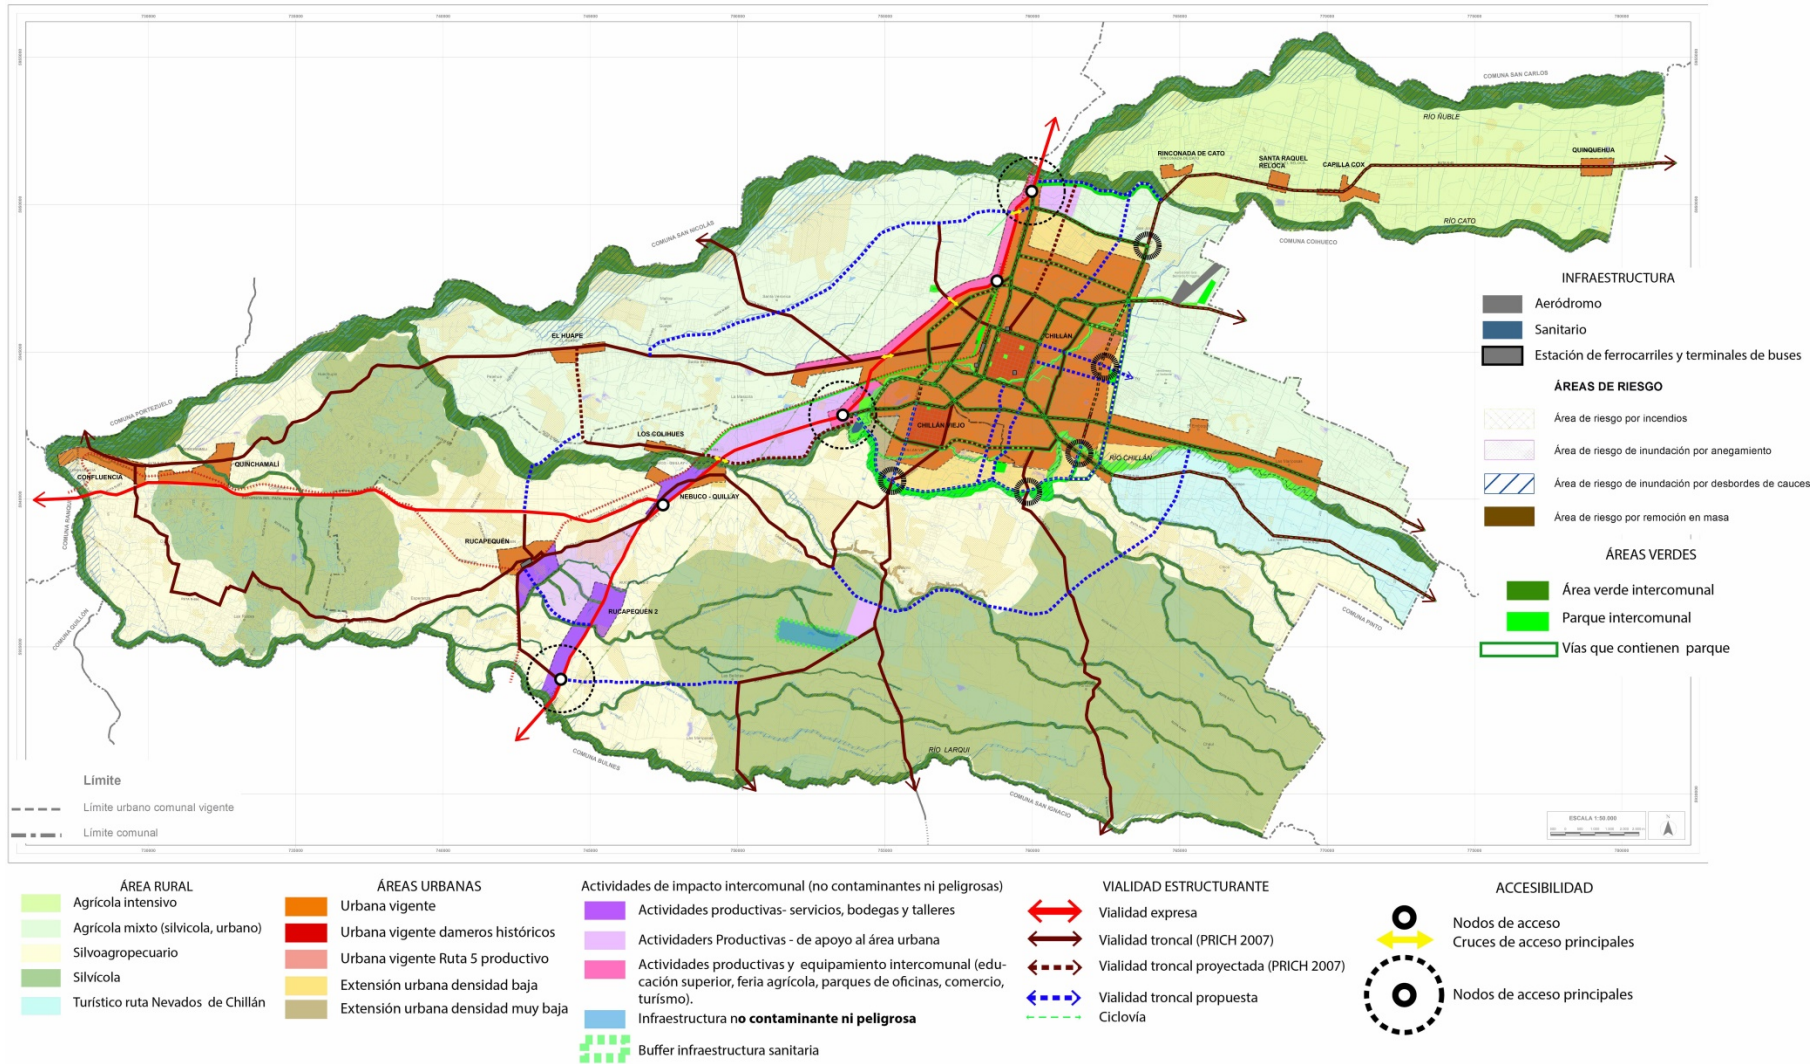 COMUNA SAN CARLOS
RÍO ÑUBLE
RINCONADA DE CATO
SANTA RAQUEL
RELOCA
CAPILLA COX
QUINQUEHUA
RÍO CATO
COMUNA COIHUECO
COMUNA SAN NICOLÁS
EL HUAPE
CHILLÁN
COMUNA PORTEZUELO
LOS COLIHUES
CHILLÁN VIEJO
RÍO CHILLÁN
QUINCHAMALÍ
CONFLUENCIA
NEBUCO - QUILLAY
COMUNA RANQUIL
RUCAPEQUÉN
RUCAPEQUÉN 2
COMUNA QUILLÓN
COMUNA PINTO
RÍO LARQUI
COMUNA BULNES
COMUNA SAN IGNACIO
ESCALA 1:50.000
N
INFRAESTRUCTURA
Aeródromo
Sanitario
Estación de ferrocarriles y terminales de buses
ÁREAS DE RIESGO
Área de riesgo por incendios
Área de riesgo de inundación por anegamiento
Área de riesgo de inundación por desbordes de cauces
Área de riesgo por remoción en masa
ÁREAS VERDES
Área verde intercomunal
Parque intercomunal
Vías que contienen parque
Límite
Límite urbano comunal vigente
Límite comunal
ÁREA RURAL
Agrícola intensivo
Agrícola mixto (silvicola, urbano)
Silvoagropecuario
Silvícola
Turístico ruta Nevados de Chillán
ÁREAS URBANAS
Urbana vigente
Urbana vigente dameros históricos
Urbana vigente Ruta 5 productivo
Extensión urbana densidad baja
Extensión urbana densidad muy baja
Actividades de impacto intercomunal (no contaminantes ni peligrosas)
Actividades productivas- servicios, bodegas y talleres
Actividaders Productivas - de apoyo al área urbana
Actividades productivas y equipamiento intercomunal (edu-
cación superior, feria agrícola, parques de oficinas, comercio,
turísmo).
Infraestructura no contaminante ni peligrosa
Buffer infraestructura sanitaria
VIALIDAD ESTRUCTURANTE
Vialidad expresa
Vialidad troncal (PRICH 2007)
Vialidad troncal proyectada (PRICH 2007)
Vialidad troncal propuesta
Ciclovía
ACCESIBILIDAD
Nodos de acceso
Cruces de acceso principales
Nodos de acceso principales